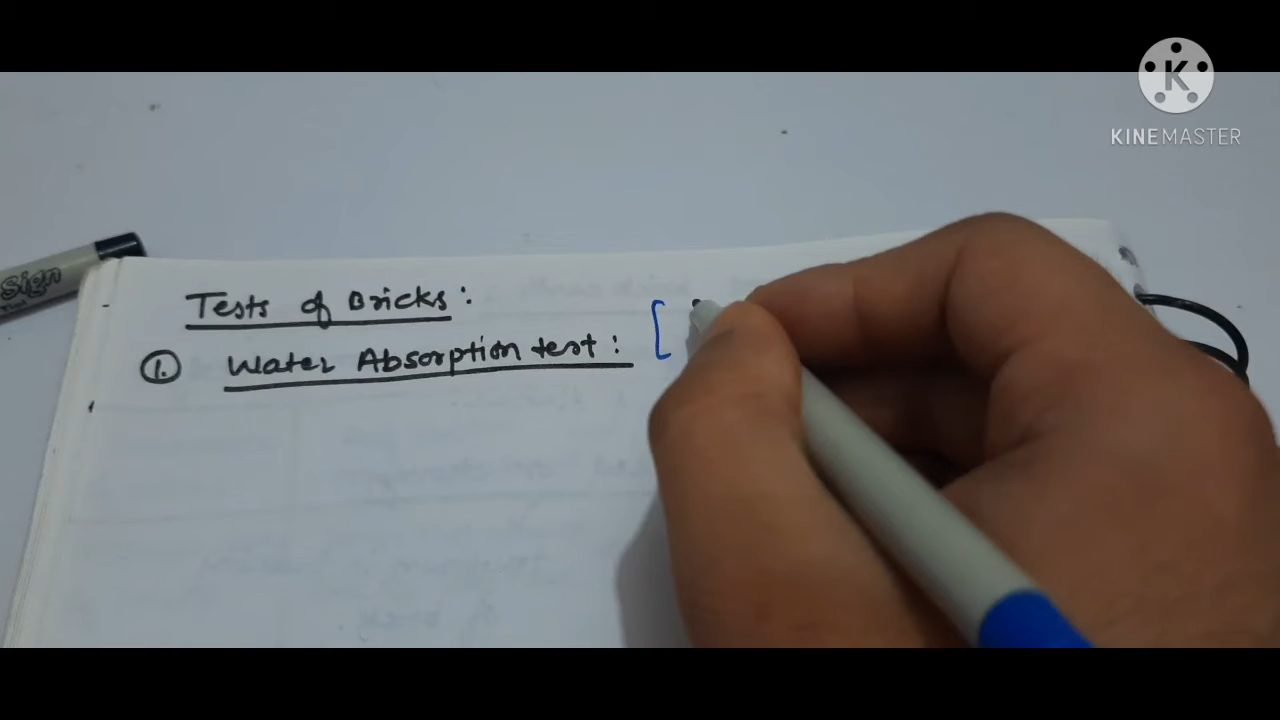 K
KINEMASTER
Sign
Tests of Bricks:
1. Water Absorption test: [